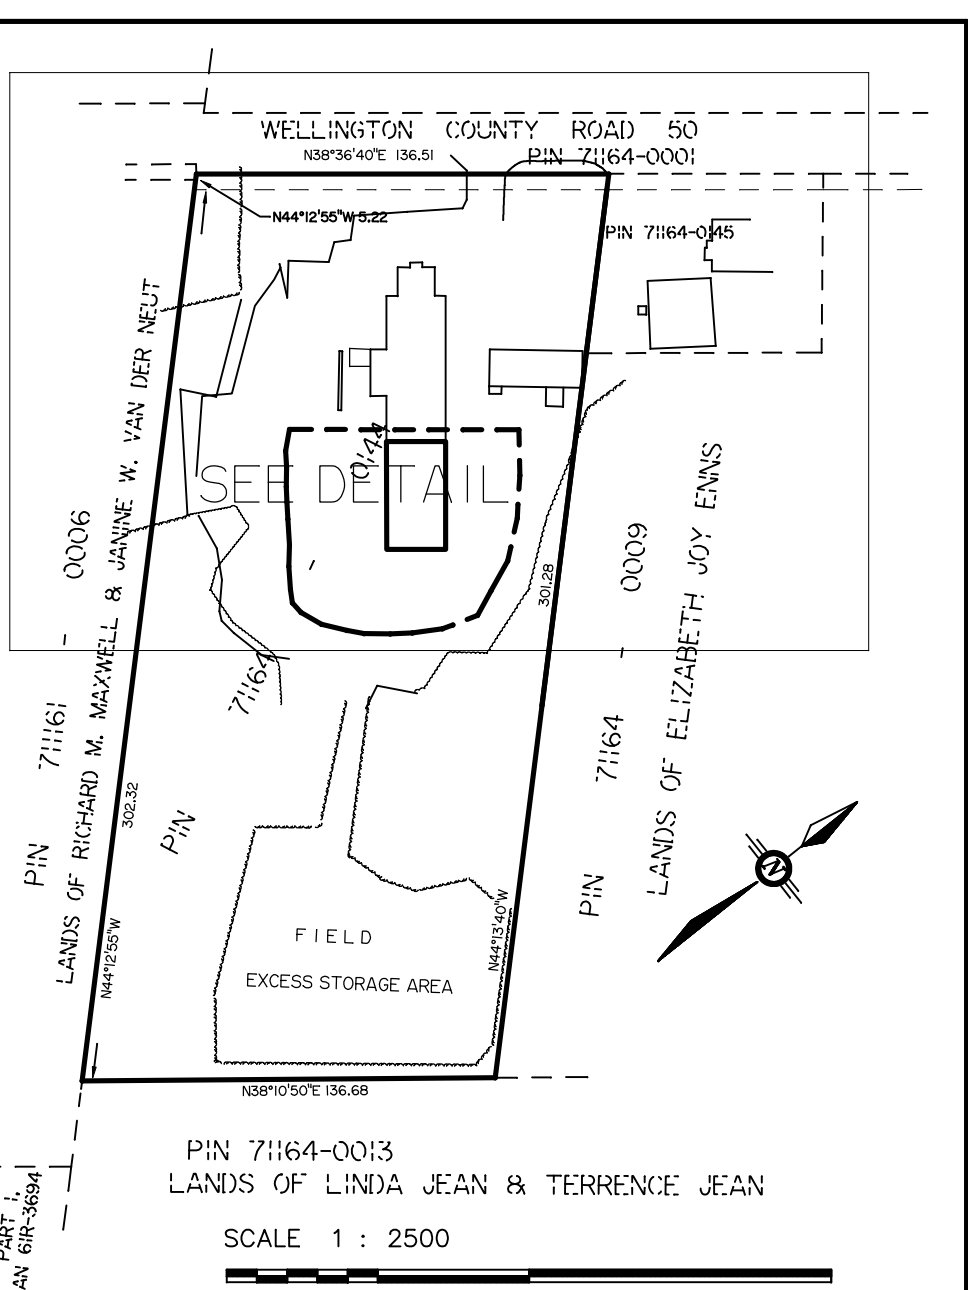 WELLINGTON COUNTY ROAD 50
N38°36'40"E 136.51
PIN 71164-0001
N44°12'55"W 5.22
PIN 71164-0145
LANDS OF RICHARD M. MAXWELL & JANINE W. VAN DER NEUT
PIN 71161 - 0006
0144
SEE DETAIL
301.28
PIN 71164 - 0009
LANDS OF ELIZABETH JOY ENNS
71164
PIN
302.32
N44°12'55"W
N44°13'40"W
N
FIELD
EXCESS STORAGE AREA
N38°10'50"E 136.68
PIN 71164-0013
LANDS OF LINDA JEAN & TERRENCE JEAN
PART 1,
AN 61R-3694
SCALE 1 : 2500